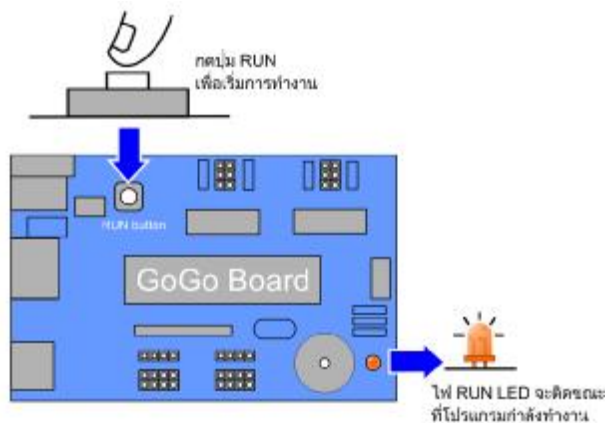 กดปุ่ม RUN
เพื่อเริ่มการทำงาน
RUN button
GoGo Board
ไฟ RUN LED จะติดขณะ
ที่โปรแกรมกำลังทำงาน